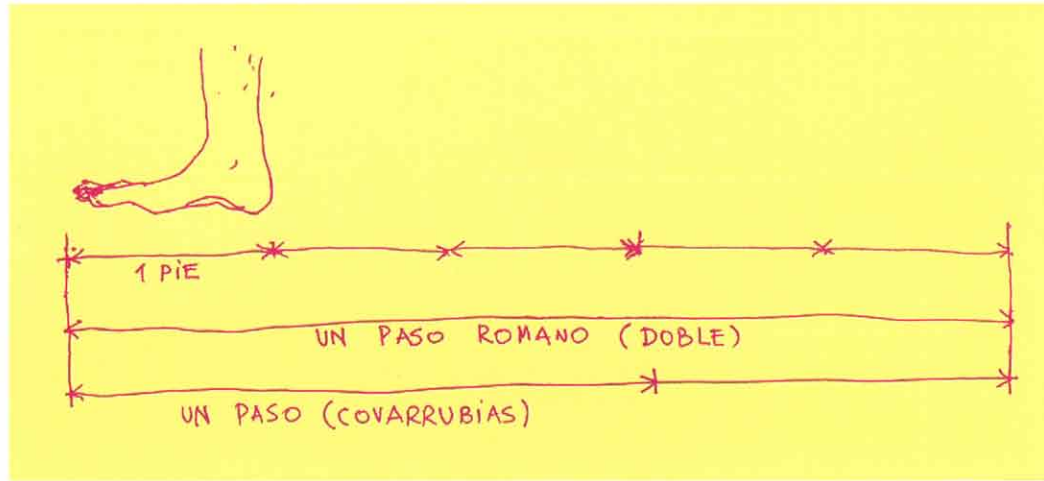 1 PiE
UN PASO ROMANO (DOBLE)
UN PASO (COVARRUBiAS)